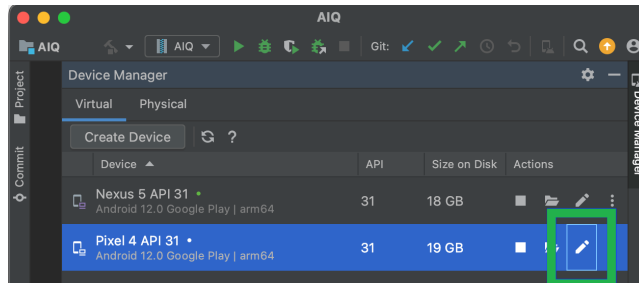 AIQ
AIQ
AIQ
Git:
Project
Commit
Device Manager
Device Manager
Virtual
Physical
Create Device
?
Device
API
Size on Disk
Actions
Nexus 5 API 31
Android 12.0 Google Play | arm64
31
18 GB
Pixel 4 API 31
Android 12.0 Google Play | arm64
31
19 GB